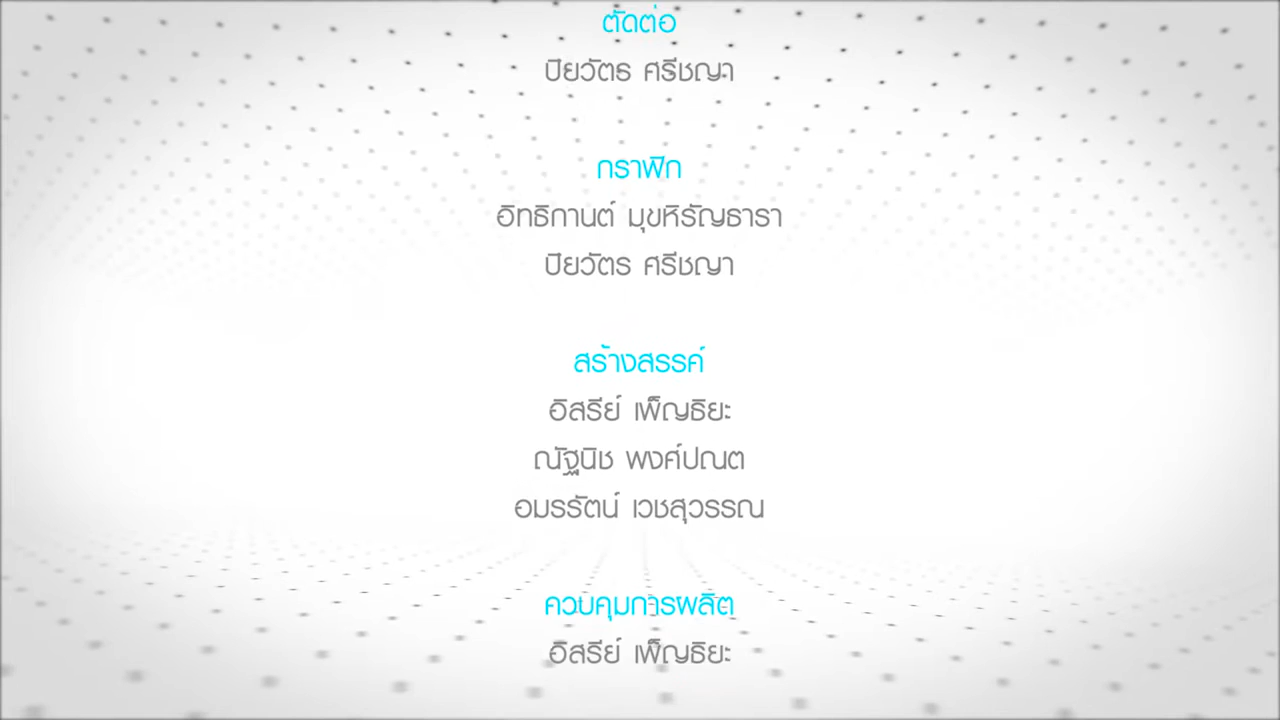 ตัดต่อ
ปิยวัตร ศรีชญา
กราฟิก
อิทธิกานต์ มุขหิรัญธารา
ปิยวัตร ศรีชญา
สร้างสรรค์
อิสรีย์ เพ็ญธิยะ
ณัฐนิช พงศ์ปณต
อมรรัตน์ เวชสุวรรณ
ควบคุมการผลิต
อิสรีย์ เพ็ญธิยะ